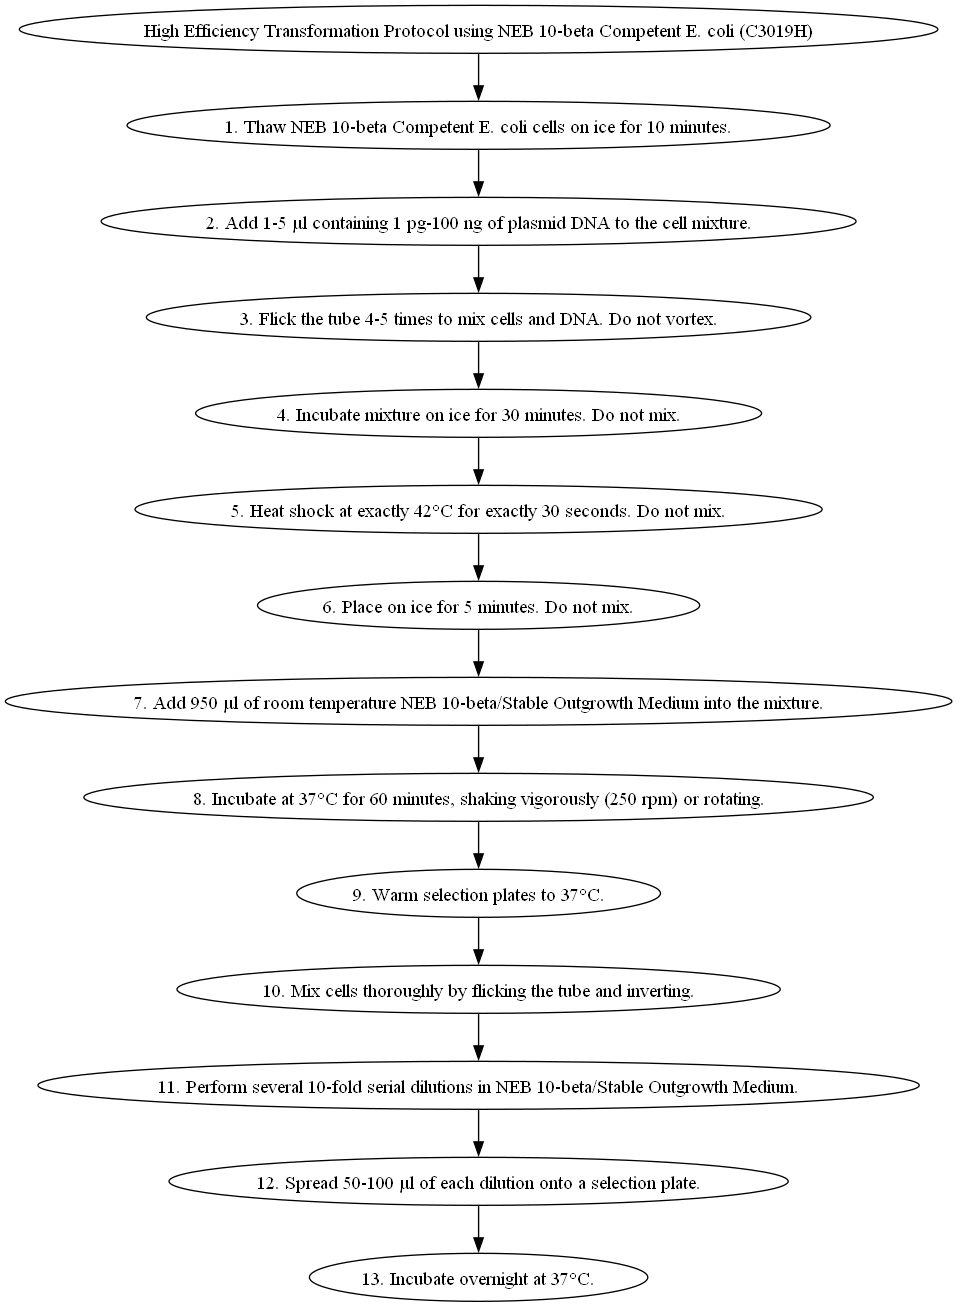 High Efficiency Transformation Protocol using NEB 10-beta Competent E. coli (C3019H)
1. Thaw NEB 10-beta Competent E. coli cells on ice for 10 minutes.
2. Add 1-5 µl containing 1 pg-100 ng of plasmid DNA to the cell mixture.
3. Flick the tube 4-5 times to mix cells and DNA. Do not vortex.
4. Incubate mixture on ice for 30 minutes. Do not mix.
5. Heat shock at exactly 42°C for exactly 30 seconds. Do not mix.
6. Place on ice for 5 minutes. Do not mix.
7. Add 950 µl of room temperature NEB 10-beta/Stable Outgrowth Medium into the mixture.
8. Incubate at 37°C for 60 minutes, shaking vigorously (250 rpm) or rotating.
9. Warm selection plates to 37°C.
10. Mix cells thoroughly by flicking the tube and inverting.
11. Perform several 10-fold serial dilutions in NEB 10-beta/Stable Outgrowth Medium.
12. Spread 50-100 µl of each dilution onto a selection plate.
13. Incubate overnight at 37°C.